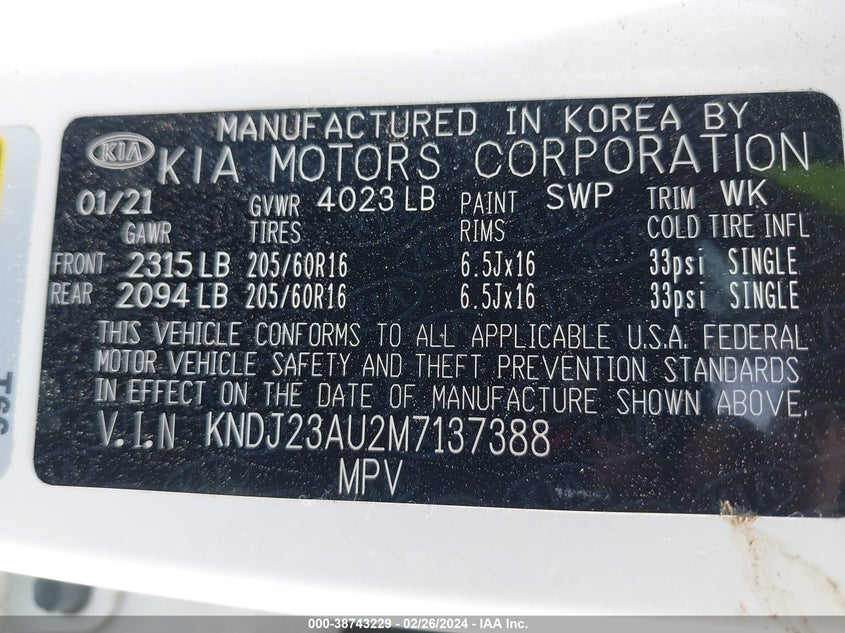 MANUFACTURED IN KOREA BY
KIA KIA MOTORS CORPORATION
01/21 GVWR 4023 LB PAINT SWP TRIM WK
GAWR TIRES RIMS COLD TIRE INFL
FRONT 2315 LB 205/60R16 6.5Jx16 33psi SINGLE
REAR 2094 LB 205/60R16 6.5Jx16 33psi SINGLE
THIS VEHICLE CONFORMS TO ALL APPLICABLE U.S.A. FEDERAL
MOTOR VEHICLE SAFETY AND THEFT PREVENTION STANDARDS
IN EFFECT ON THE DATE OF MANUFACTURE SHOWN ABOVE.
V.I.N KNDJ23AU2M7137388
MPV
000-38743229 - 02/26/2024 - IAA Inc.